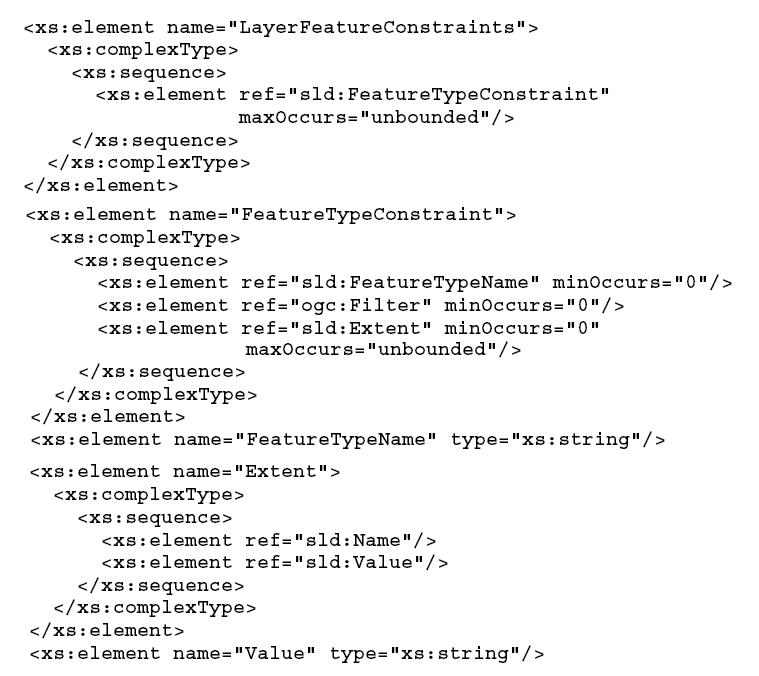 <xs:element name="LayerFeatureConstraints">
<xs:complexType>
<xs:sequence>
<xs:element ref="sld:FeatureTypeConstraint"
maxOccurs="unbounded"/>
</xs:sequence>
</xs:complexType>
</xs:element>
<xs:element name="FeatureTypeConstraint">
<xs:complexType>
<xs:sequence>
<xs:element ref="sld:FeatureTypeName" minOccurs="0"/>
<xs:element ref="ogc:Filter" minOccurs="0"/>
<xs:element ref="sld:Extent" minOccurs="0"
maxOccurs="unbounded"/>
</xs:sequence>
</xs:complexType>
</xs:element>
<xs:element name="FeatureTypeName" type="xs:string"/>
<xs:element name="Extent">
<xs:complexType>
<xs:sequence>
<xs:element ref="sld:Name"/>
<xs:element ref="sld:Value"/>
</xs:sequence>
</xs:complexType>
</xs:element>
<xs:element name="Value" type="xs:string"/>